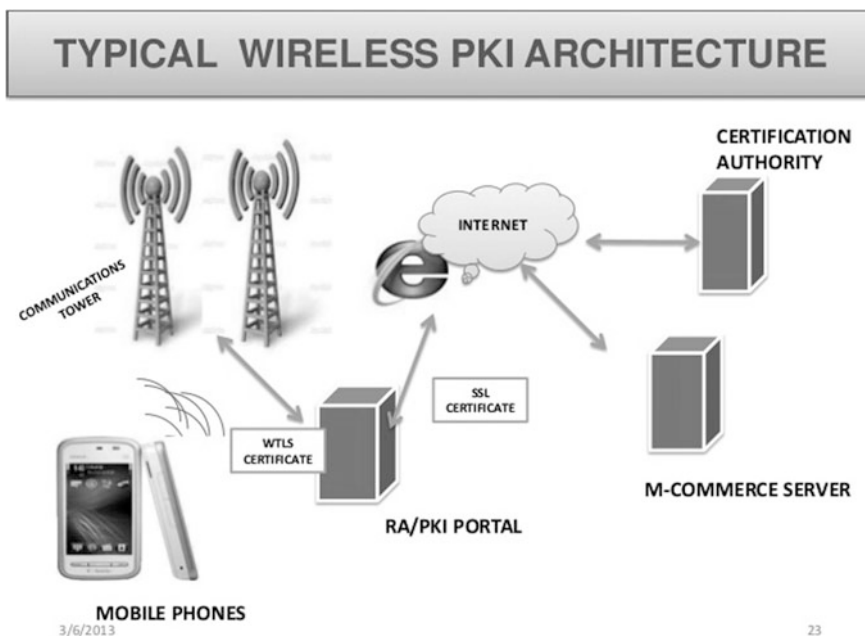 TYPICAL WIRELESS PKI ARCHITECTURE
CERTIFICATION
AUTHORITY
INTERNET
COMMUNICATIONS
TOWER
SSL
CERTIFICATE
WTLS
CERTIFICATE
M-COMMERCE SERVER
RA/PKI PORTAL
MOBILE PHONES
3/6/2013
23